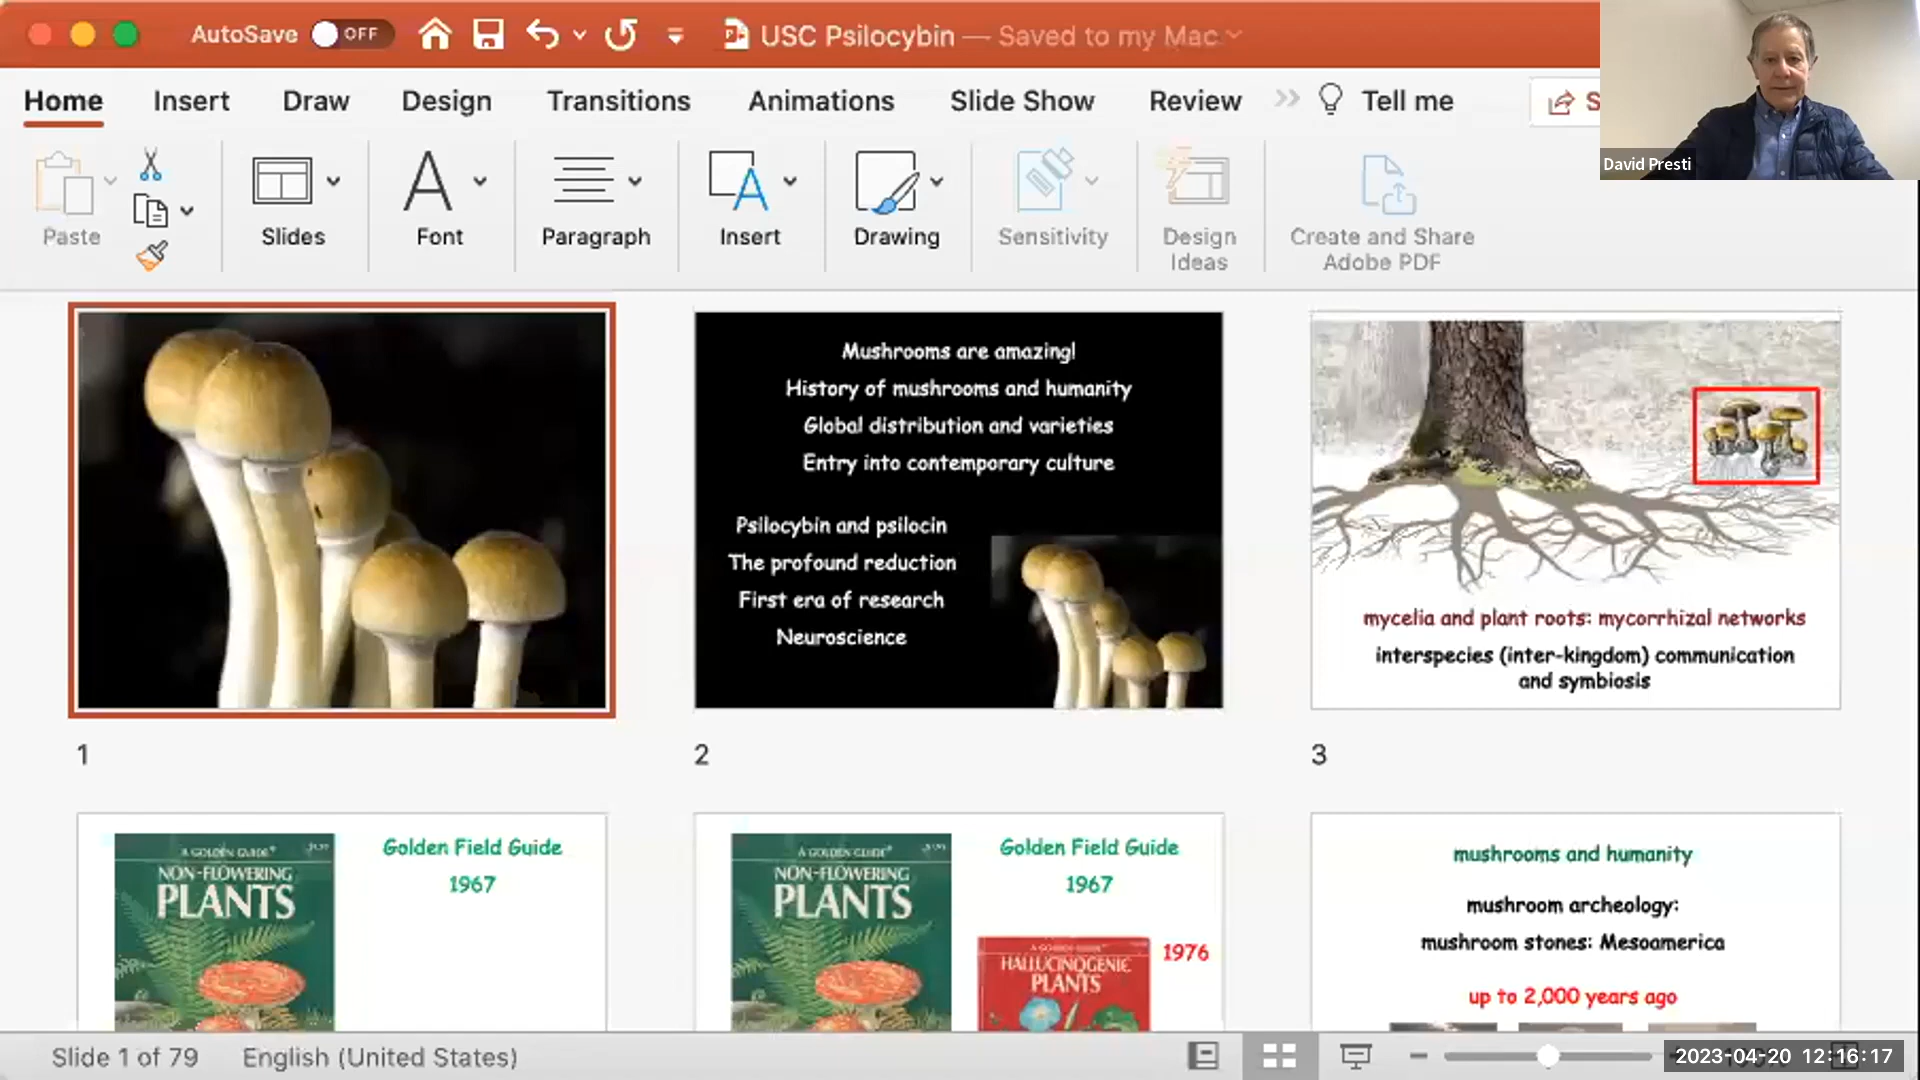 AutoSave OFF
USC Psilocybin — Saved to my Mac
Home Insert Draw Design Transitions Animations Slide Show Review Tell me S
David Presti
Paste
Slides
Font
Paragraph
Insert
Drawing
Sensitivity
Design
Ideas
Create and Share
Adobe PDF
Mushrooms are amazing!
History of mushrooms and humanity
Global distribution and varieties
Entry into contemporary culture
Psilocybin and psilocin
The profound reduction
First era of research
Neuroscience
mycelia and plant roots: mycorrhizal networks
interspecies (inter-kingdom) communication
and symbiosis
1
2
3
A GOLDEN GUIDE
NON-FLOWERING
PLANTS
Golden Field Guide
1967
A GOLDEN GUIDE
NON-FLOWERING
PLANTS
Golden Field Guide
1967
1976
A GOLDEN GUIDE
HALLUCINOGENIC
PLANTS
mushrooms and humanity
mushroom archeology:
mushroom stones: Mesoamerica
up to 2,000 years ago
Slide 1 of 79
English (United States)
2023-04-20 12:16:17